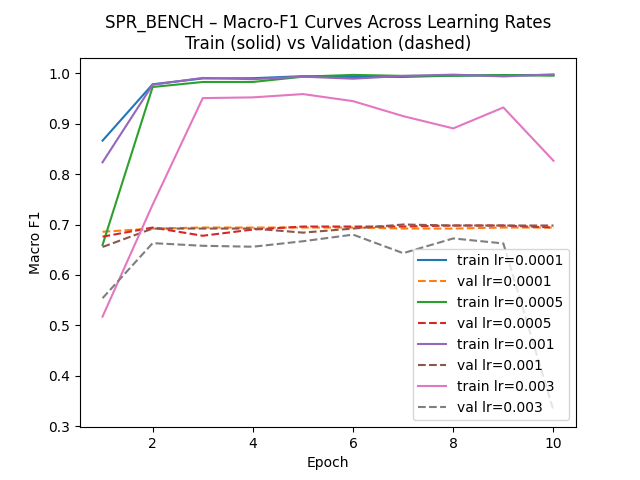 SPR_BENCH – Macro-F1 Curves Across Learning Rates
Train (solid) vs Validation (dashed)
Macro F1
1.0
0.9
0.8
0.7
0.6
0.5
0.4
0.3
train lr=0.0001
val lr=0.0001
train lr=0.0005
val lr=0.0005
train lr=0.001
val lr=0.001
train lr=0.003
val lr=0.003
2
4
6
8
10
Epoch